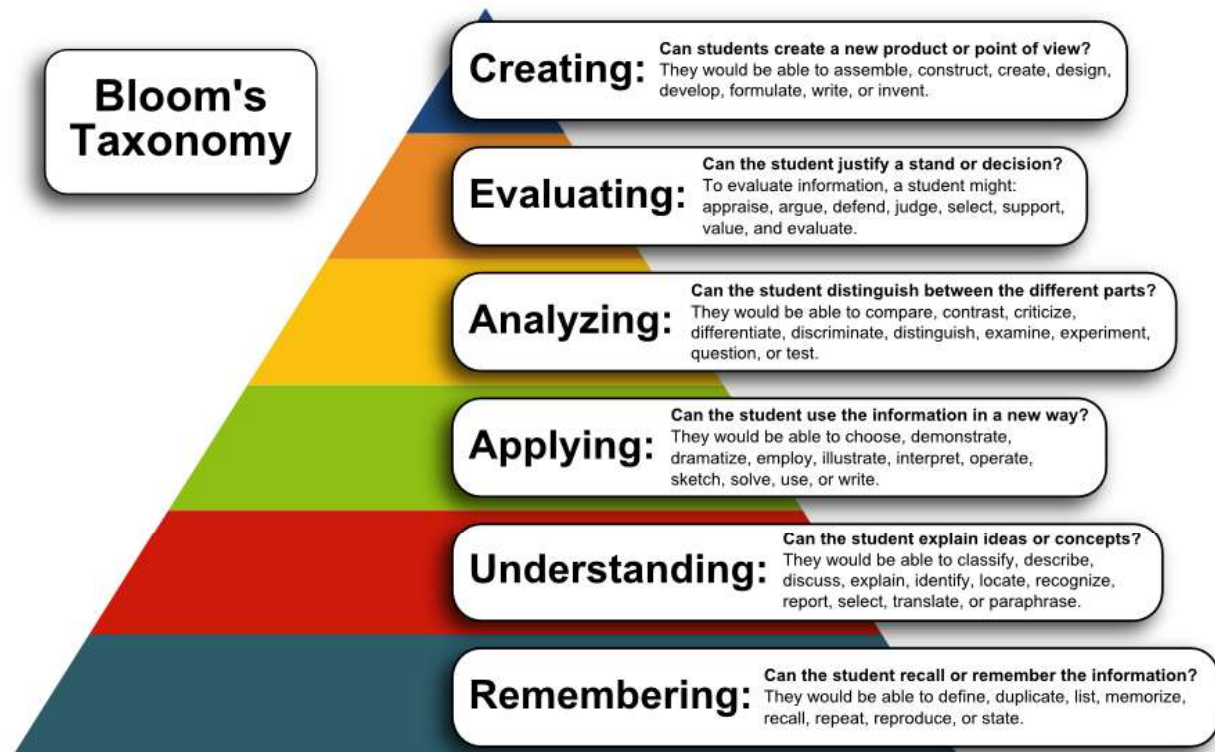 Bloom's
Taxonomy
Creating:
Can students create a new product or point of view?
They would be able to assemble, construct, create, design,
develop, formulate, write, or invent.
Evaluating:
Can the student justify a stand or decision?
To evaluate information, a student might:
appraise, argue, defend, judge, select, support,
value, and evaluate.
Analyzing:
Can the student distinguish between the different parts?
They would be able to compare, contrast, criticize,
differentiate, discriminate, distinguish, examine, experiment,
question, or test.
Applying:
Can the student use the information in a new way?
They would be able to choose, demonstrate,
dramatize, employ, illustrate, interpret, operate,
sketch, solve, use, or write.
Understanding:
Can the student explain ideas or concepts?
They would be able to classify, describe,
discuss, explain, identify, locate, recognize,
report, select, translate, or paraphrase.
Remembering:
Can the student recall or remember the information?
They would be able to define, duplicate, list, memorize,
recall, repeat, reproduce, or state.